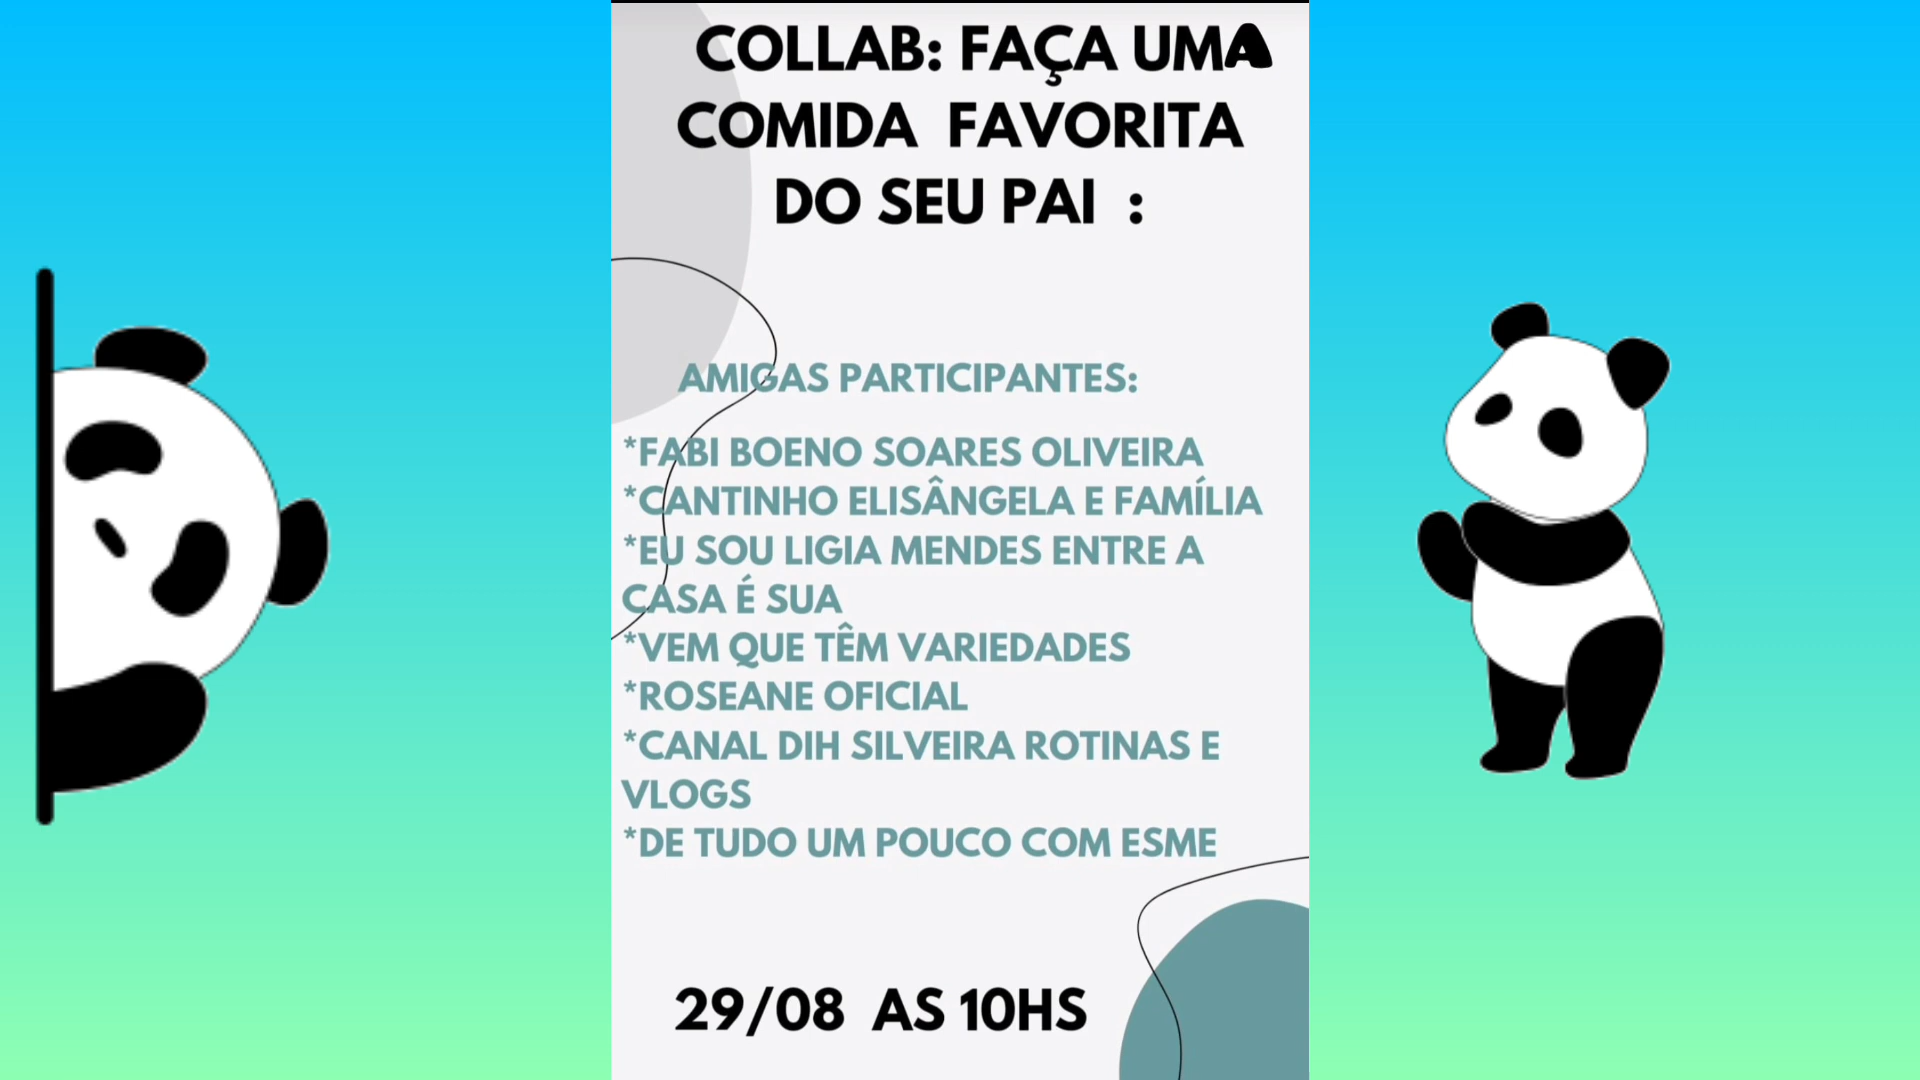 COLLAB: FAÇA UMA
COMIDA FAVORITA
DO SEU PAI :
AMIGAS PARTICIPANTES:
*FABI BOENO SOARES OLIVEIRA
*CANTINHO ELISÂNGELA E FAMÍLIA
*EU SOU LIGIA MENDES ENTRE A
CASA É SUA
*VEM QUE TÊM VARIEDADES
*ROSEANE OFICIAL
*CANAL DIH SILVEIRA ROTINAS E
VLOGS
*DE TUDO UM POUCO COM ESME
29/08 AS 10HS